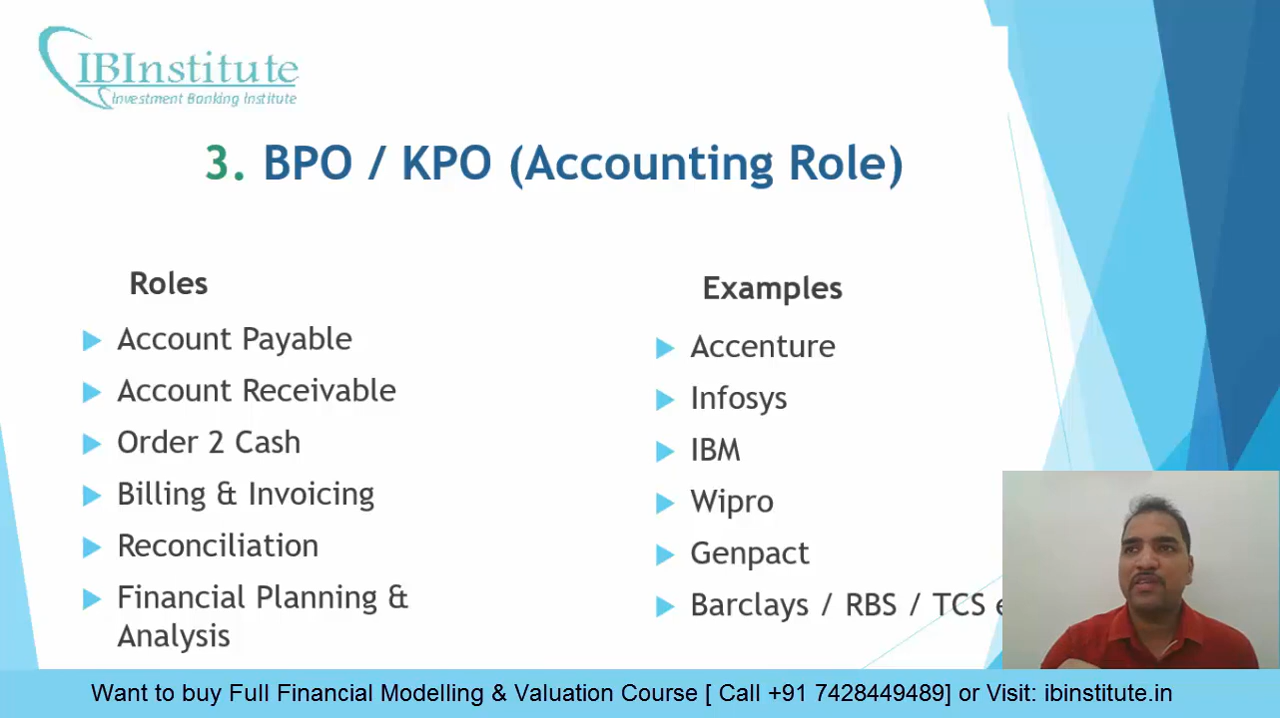 IBInstitute
Investment Banking Institute
3. BPO / KPO (Accounting Role)
Roles
Account Payable
Account Receivable
Order 2 Cash
Billing & Invoicing
Reconciliation
Financial Planning &
Analysis
Examples
Accenture
Infosys
IBM
Wipro
Genpact
Barclays / RBS / TCS
Want to buy Full Financial Modelling & Valuation Course [ Call +91 7428449489] or Visit: ibinstitute.in